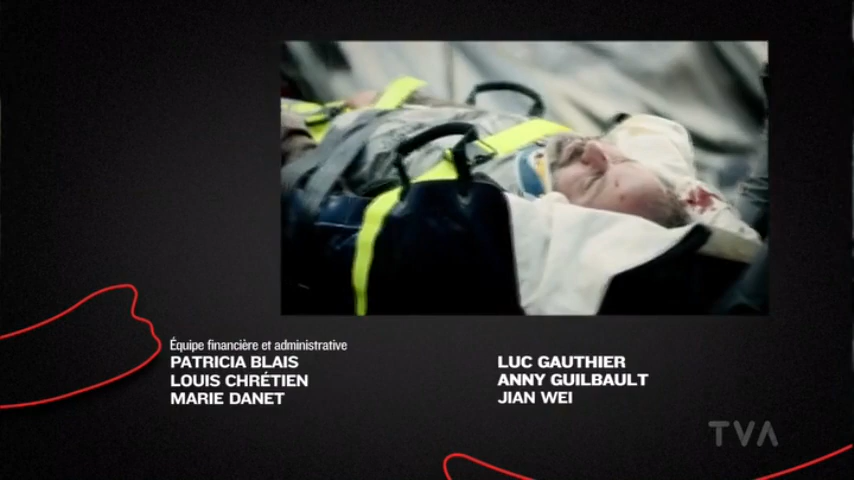 Équipe financière et administrative
PATRICIA BLAIS
LOUIS CHRÉTIEN
MARIE DANET
LUC GAUTHIER
ANNY GUILBAULT
JIAN WEI
TVA